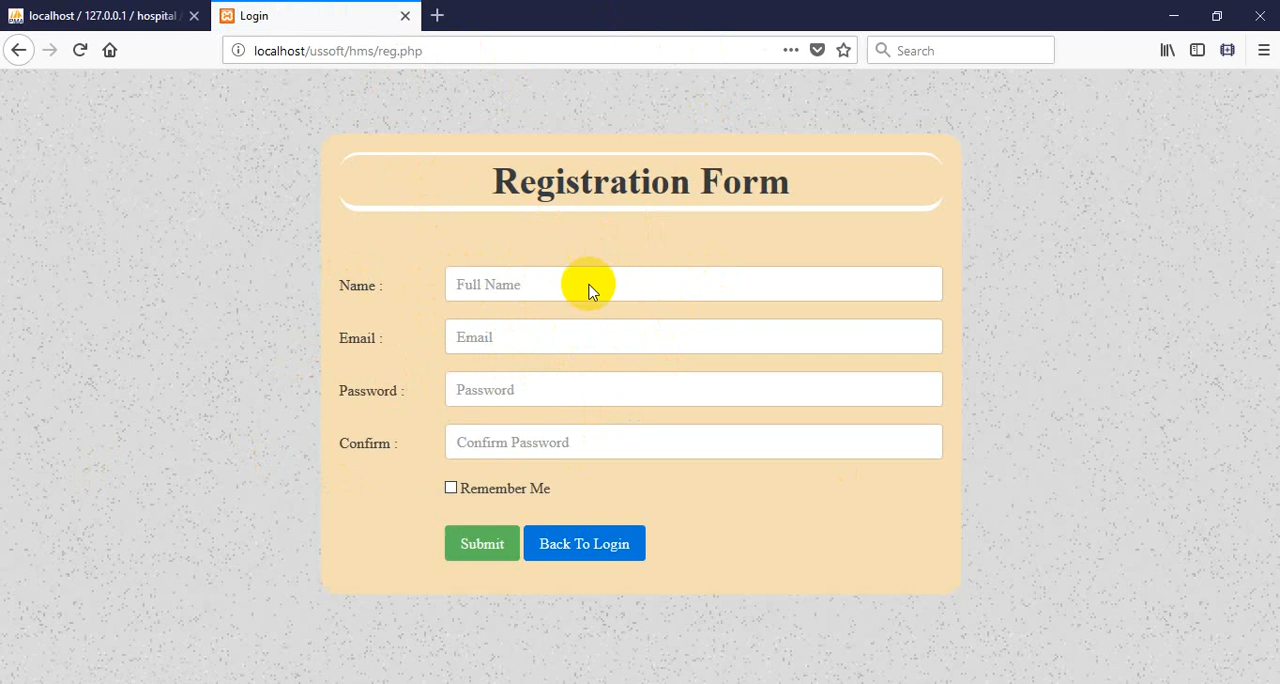 localhost / 127.0.0.1 / hospital
Login
localhost/ussoft/hms/reg.php
Search
Registration Form
Name :
Full Name
Email :
Email
Password :
Password
Confirm :
Confirm Password
Remember Me
Submit
Back To Login